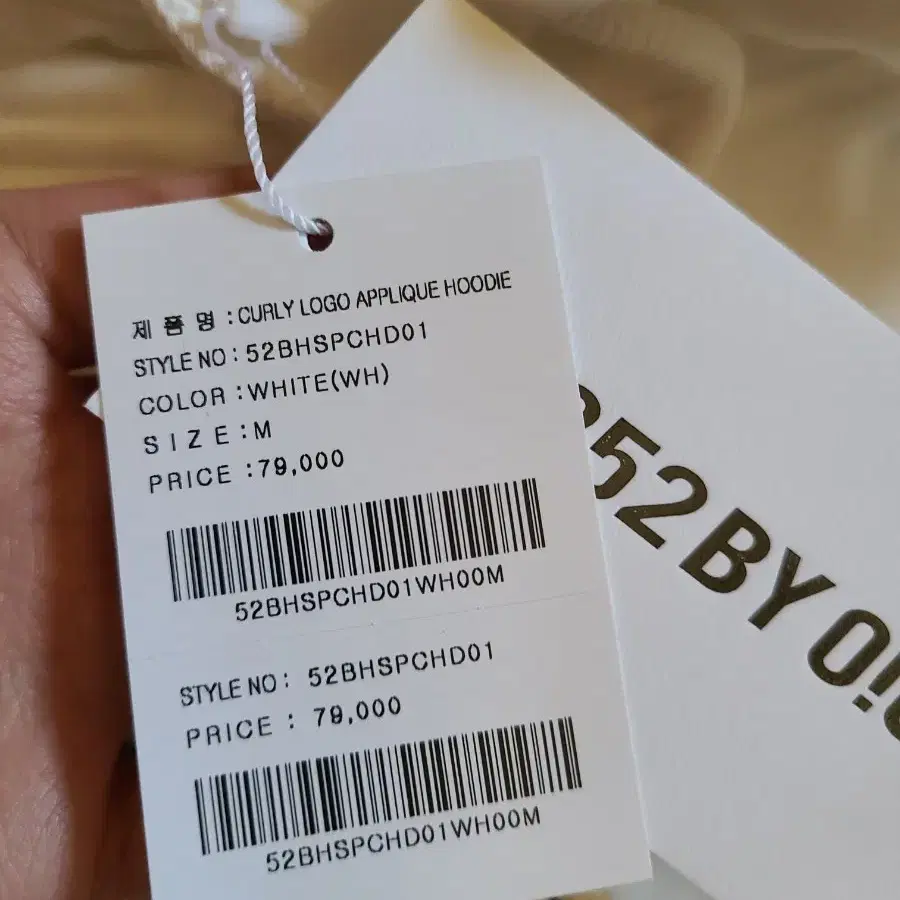 제 품 명 : CURLY LOGO APPLIQUE HOODIE
STYLE NO : 52BHSPCHD01
COLOR : WHITE(WH)
S I Z E : M
PRICE : 79,000
52BHSPCHD01WH00M
STYLE NO : 52BHSPCHD01
PRICE : 79,000
52BHSPCHD01WH00M
52 BY O!